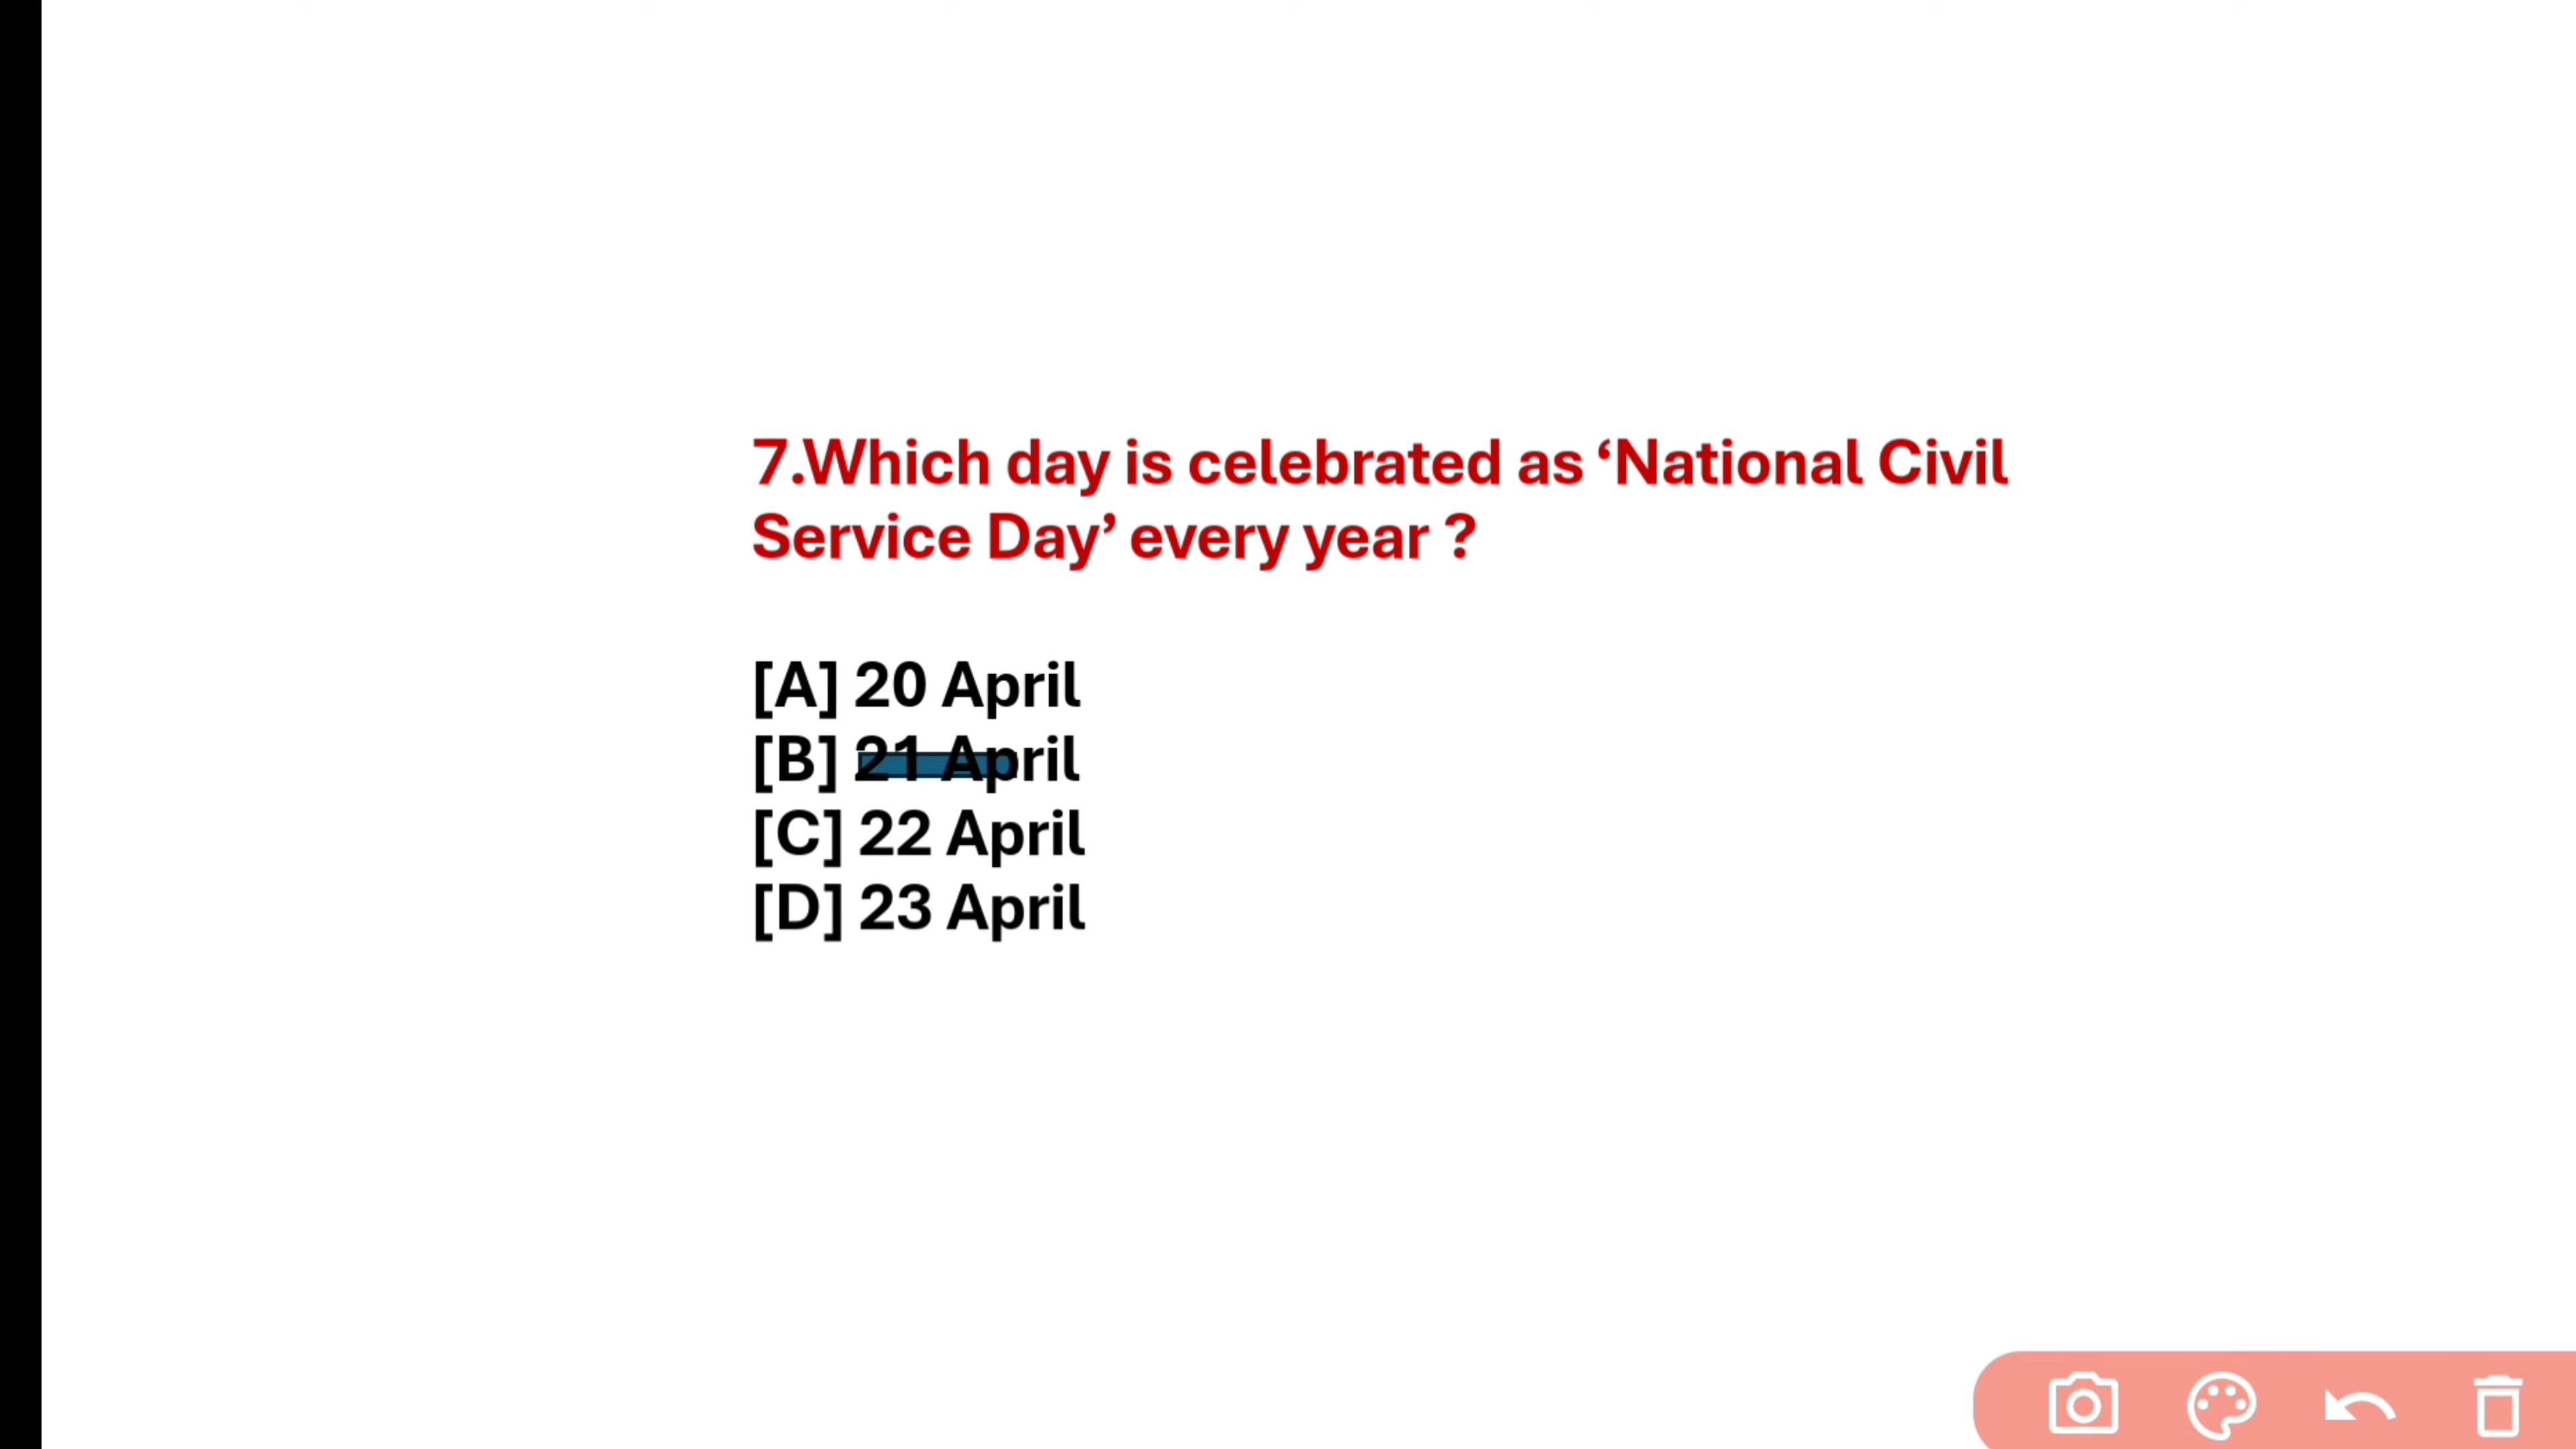 7.Which day is celebrated as ‘National Civil
Service Day’ every year ?
[A] 20 April
[B] 21 April
[C] 22 April
[D] 23 April